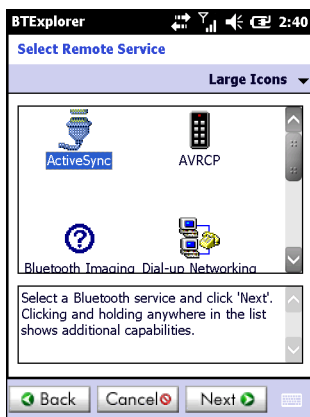 BTExplorer 2:40
Select Remote Service
Large Icons
ActiveSync AVRCP
Bluetooth Imaging Dial-up Networking
Select a Bluetooth service and click 'Next'.
Clicking and holding anywhere in the list
shows additional capabilities.
Back Cancel Next